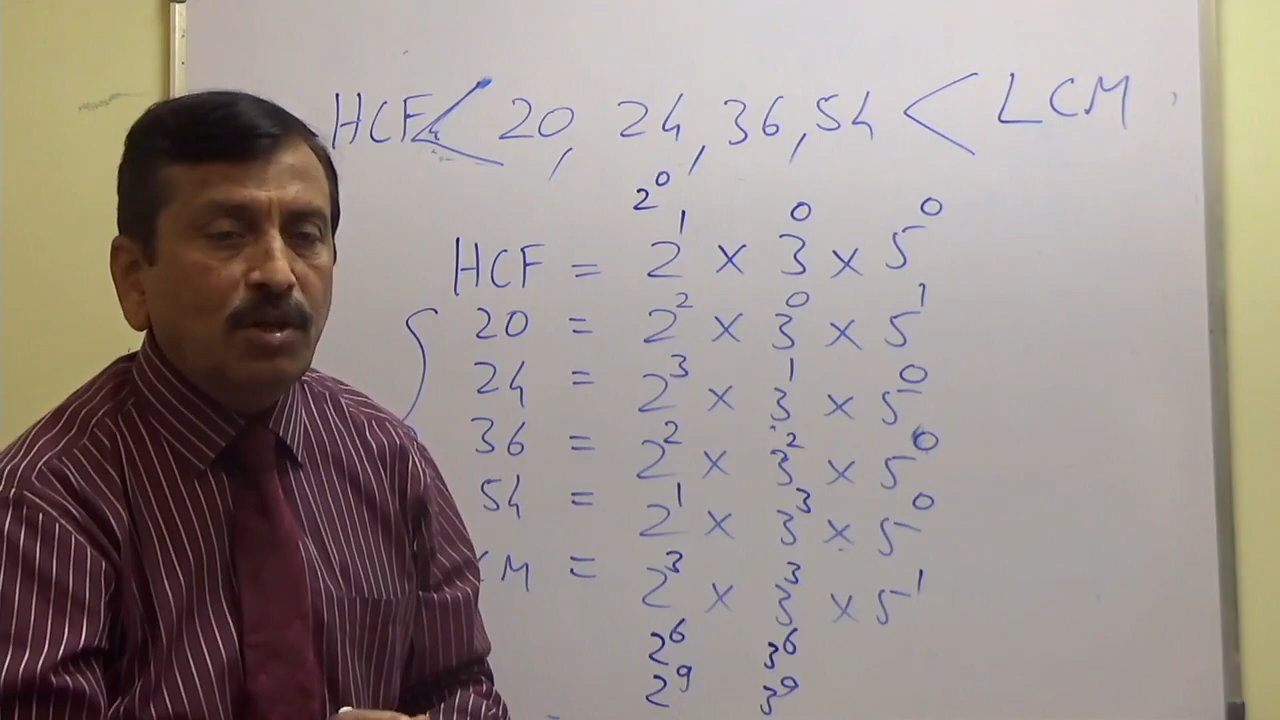 HCF < 20, 24, 36, 54 < LCM
2⁰
HCF = 2¹ × 3⁰ × 5⁰
20 = 2² × 3⁰ × 5¹
24 = 2³ × 3¹ × 5⁰
36 = 2² × 3² × 5⁰
54 = 2¹ × 3³ × 5⁰
CM = 2³ × 3³ × 5¹
2⁶ 3⁶
2⁹ 3⁹